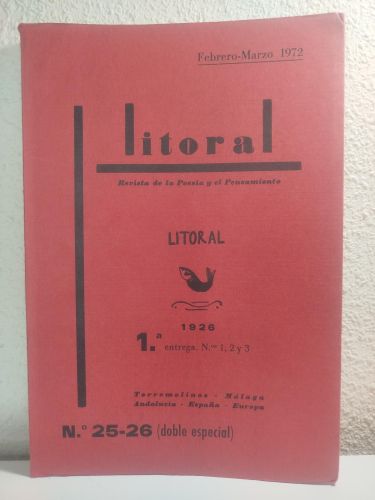 Febrero-Marzo 1972
litoral
Revista de la Poesía y el Pensamiento
LITORAL
1926
1.ª entrega. N.os 1, 2 y 3
Torremolinos - Málaga
Andalucía - España - Europa
N.º 25-26 (doble especial)